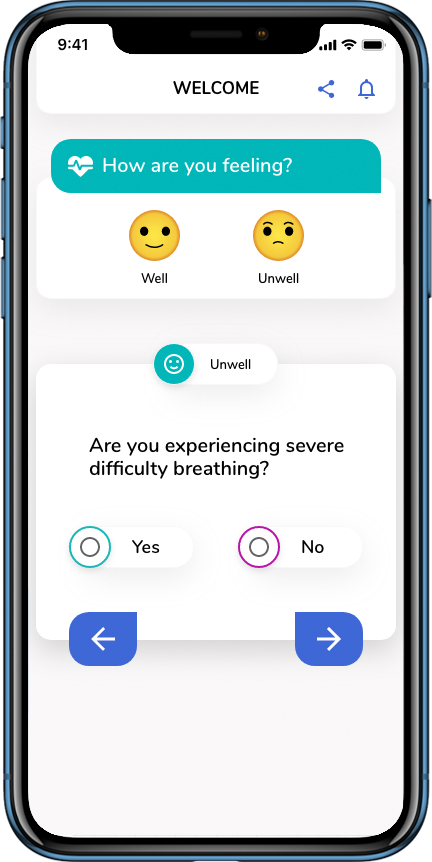 9:41
WELCOME
How are you feeling?
Well
Unwell
Unwell
Are you experiencing severe
difficulty breathing?
Yes
No